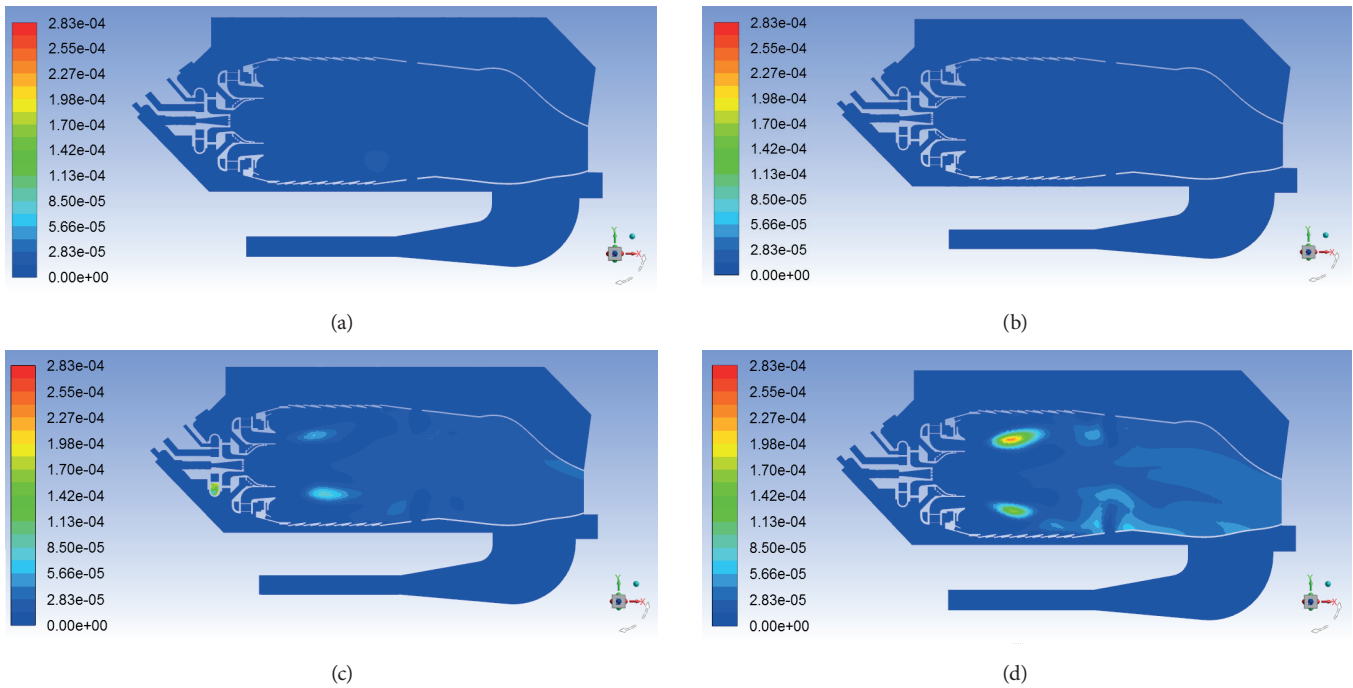 2.83e-04
2.55e-04
2.27e-04
1.98e-04
1.70e-04
1.42e-04
1.13e-04
8.50e-05
5.66e-05
2.83e-05
0.00e+00
Y
X
(a)
2.83e-04
2.55e-04
2.27e-04
1.98e-04
1.70e-04
1.42e-04
1.13e-04
8.50e-05
5.66e-05
2.83e-05
0.00e+00
Y
X
(b)
2.83e-04
2.55e-04
2.27e-04
1.98e-04
1.70e-04
1.42e-04
1.13e-04
8.50e-05
5.66e-05
2.83e-05
0.00e+00
Y
X
(c)
2.83e-04
2.55e-04
2.27e-04
1.98e-04
1.70e-04
1.42e-04
1.13e-04
8.50e-05
5.66e-05
2.83e-05
0.00e+00
Y
X
(d)